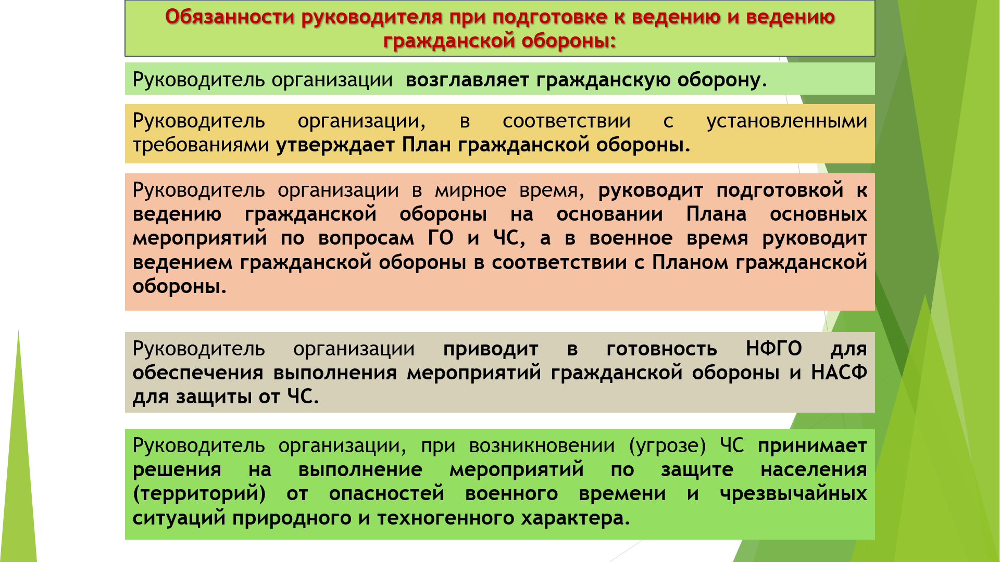 Обязанности руководителя при подготовке к ведению и ведению
гражданской обороны:
Руководитель организации возглавляет гражданскую оборону.
Руководитель организации, в соответствии с установленными
требованиями утверждает План гражданской обороны.
Руководитель организации в мирное время, руководит подготовкой к
ведению гражданской обороны на основании Плана основных
мероприятий по вопросам ГО и ЧС, а в военное время руководит
ведением гражданской обороны в соответствии с Планом гражданской
обороны.
Руководитель организации приводит в готовность НФГО для
обеспечения выполнения мероприятий гражданской обороны и НАСФ
для защиты от ЧС.
Руководитель организации, при возникновении (угрозе) ЧС принимает
решения на выполнение мероприятий по защите населения
(территорий) от опасностей военного времени и чрезвычайных
ситуаций природного и техногенного характера.